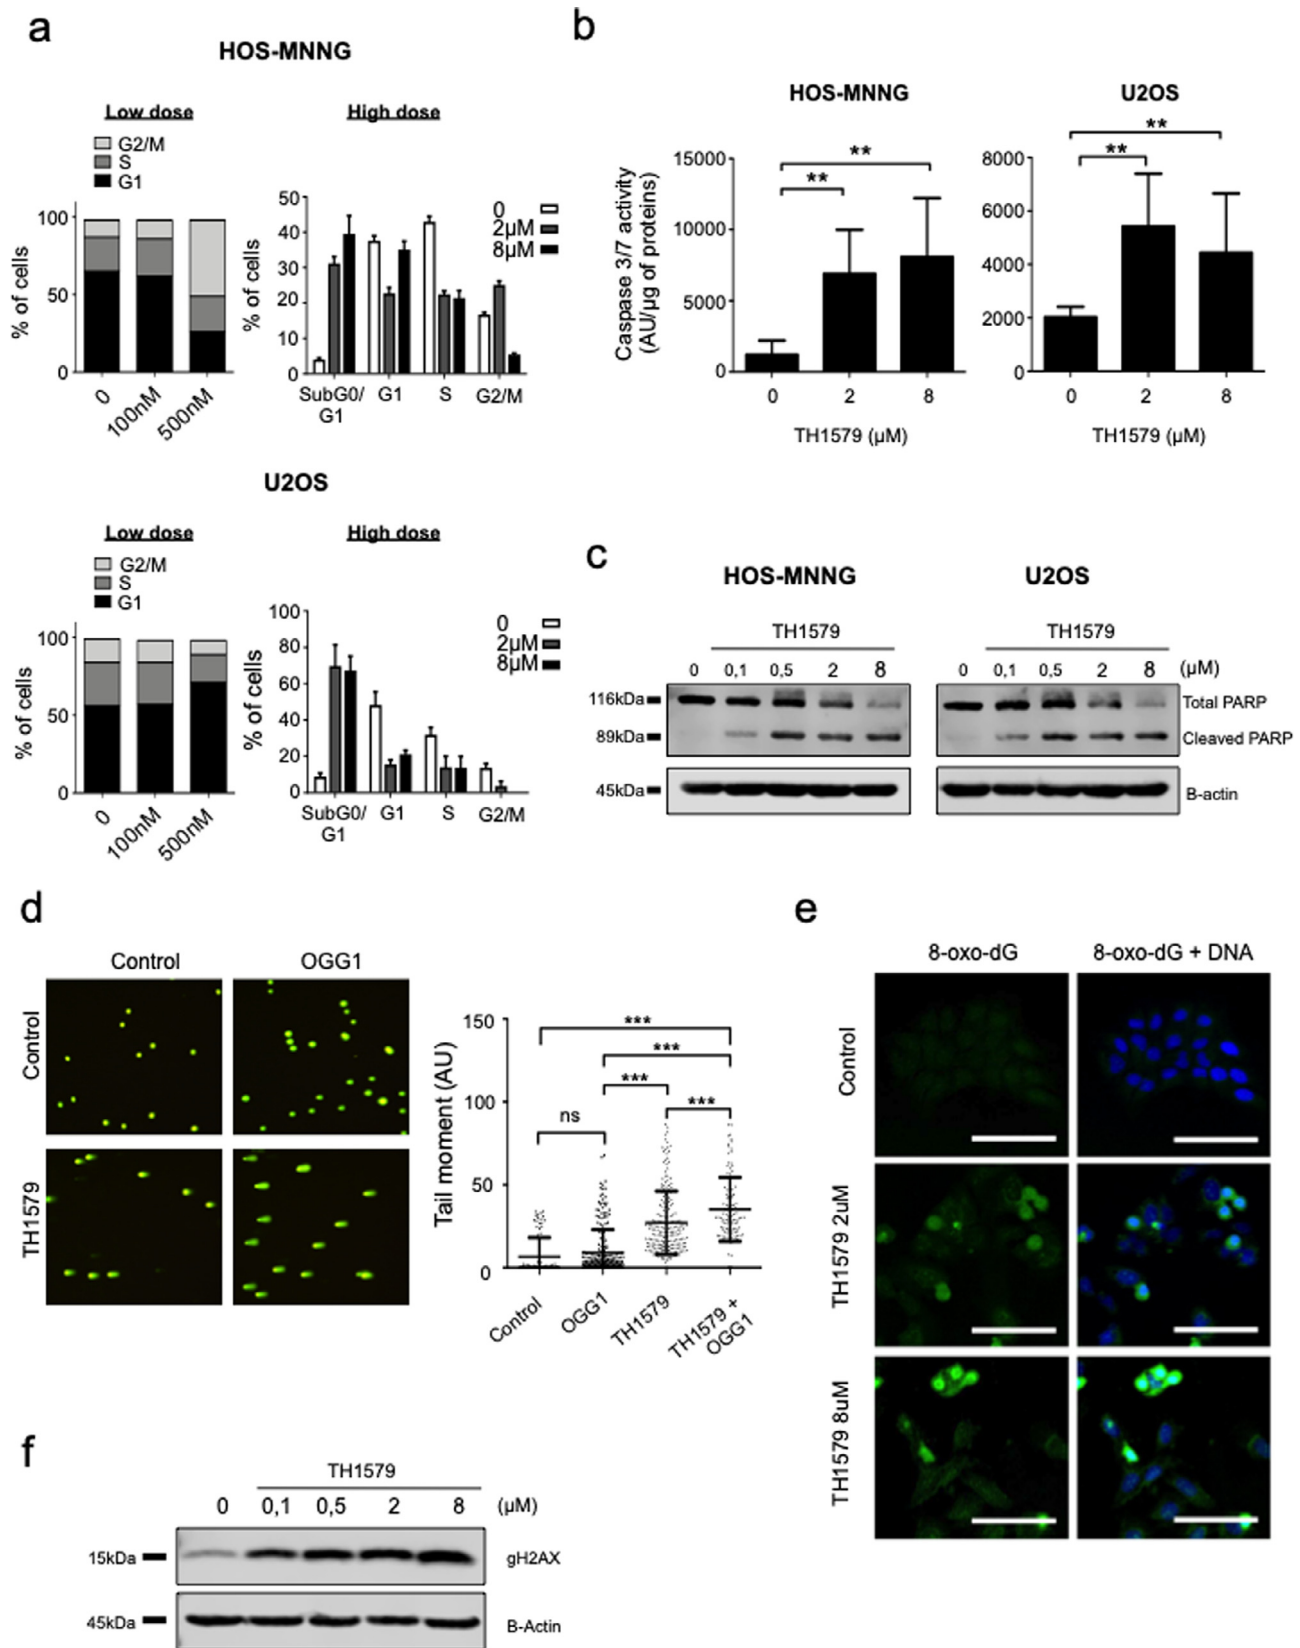 a
HOS-MNNG
Low dose
High dose
G2/M
S
G1
% of cells
100
50
0
0
100nM
500nM
% of cells
50
40
30
20
10
0
0
2µM
8µM
SubG0/
G1
G1
S
G2/M
U2OS
Low dose
High dose
G2/M
S
G1
% of cells
100
50
0
0
100nM
500nM
% of cells
100
80
60
40
20
0
0
2µM
8µM
SubG0/
G1
G1
S
G2/M
b
HOS-MNNG
U2OS
Caspase 3/7 activity
(AU/µg of proteins)
15000
10000
5000
0
**
**
0 2 8
TH1579 (µM)
8000
6000
4000
2000
0
**
**
0 2 8
TH1579 (µM)
c
HOS-MNNG
U2OS
TH1579
TH1579
0 0,1 0,5 2 8
0 0,1 0,5 2 8 (µM)
116kDa
Total PARP
89kDa
Cleaved PARP
45kDa
B-actin
d
Control
OGG1
Control
TH1579
Tail moment (AU)
150
100
50
0
***
***
***
***
ns
Control
OGG1
TH1579
TH1579 +
OGG1
e
8-oxo-dG
8-oxo-dG + DNA
Control
TH1579 2uM
TH1579 8uM
f
TH1579
0 0,1 0,5 2 8 (µM)
15kDa
gH2AX
45kDa
B-Actin